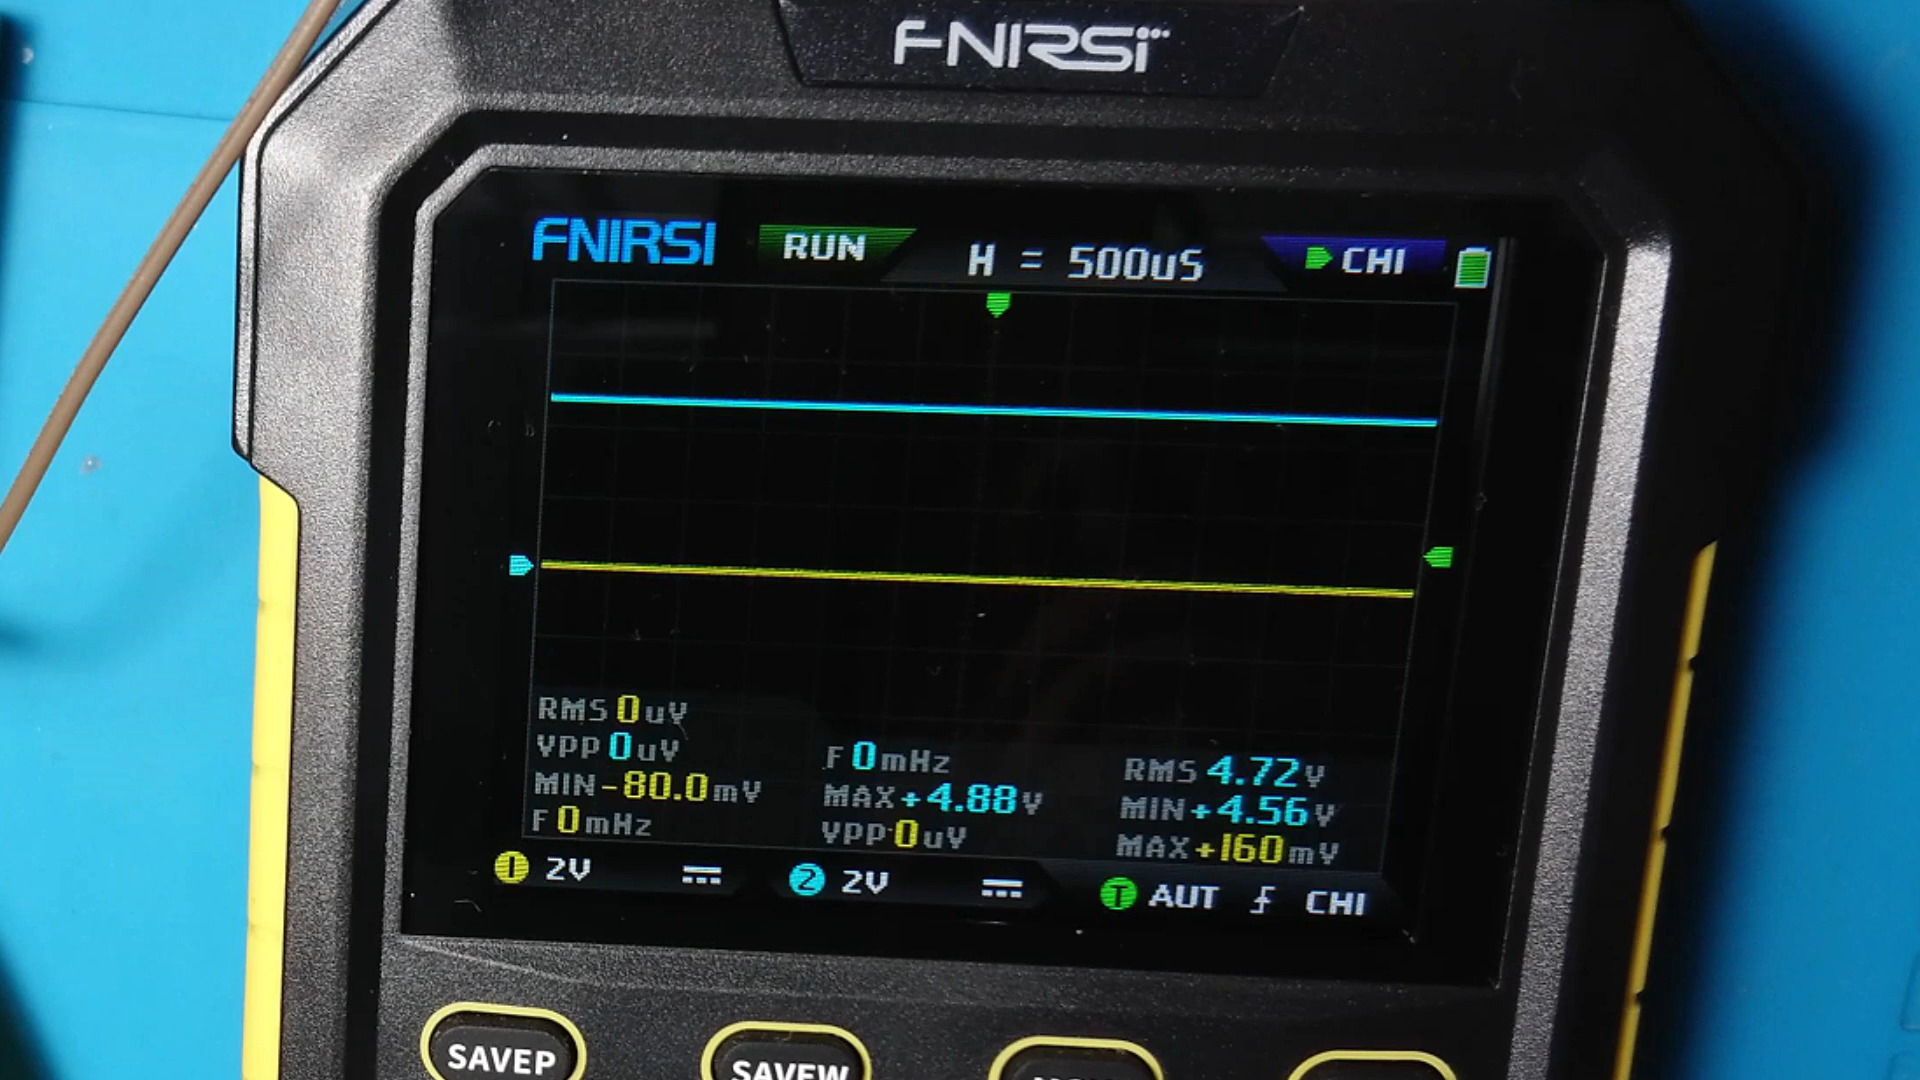 FNIRSI
FNIRSI RUN H = 500uS CH1
RMS 0uV
VPP 0uV F 0mHz RMS 4.72V
MIN -80.0mV MAX +4.88V MIN +4.56V
F 0mHz VPP 0uV MAX +160mV
1 2V 2 2V T AUT CH1
SAVEP SAVEW